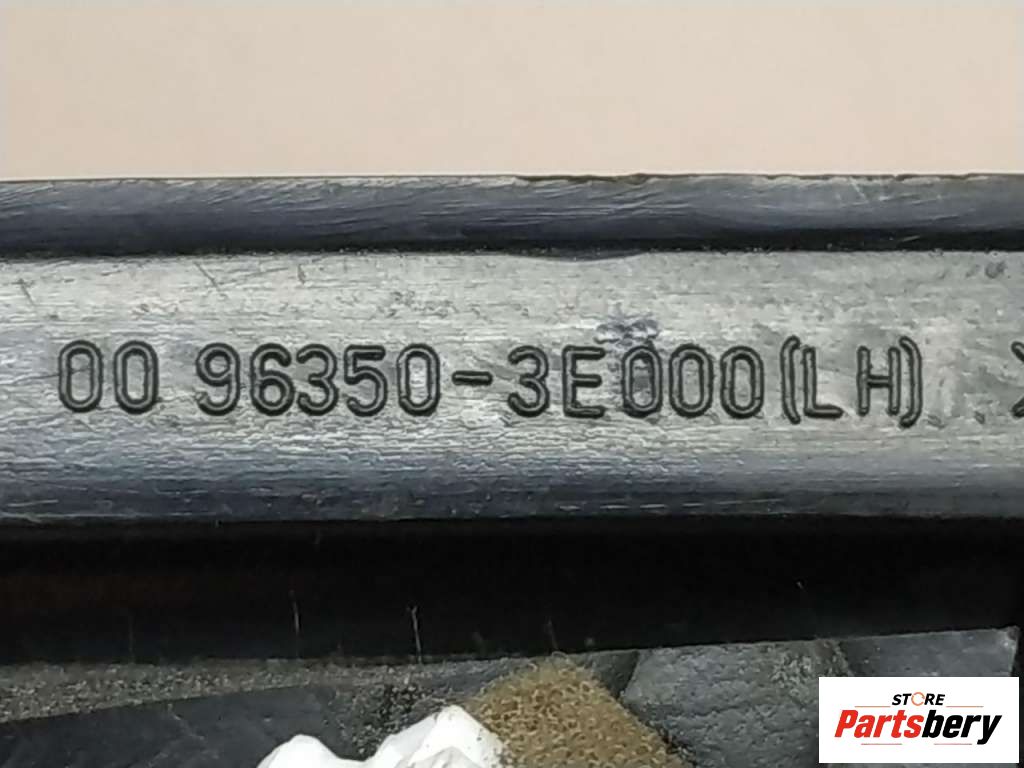 00 96350-3E000(LH) >
STORE
Partsbery